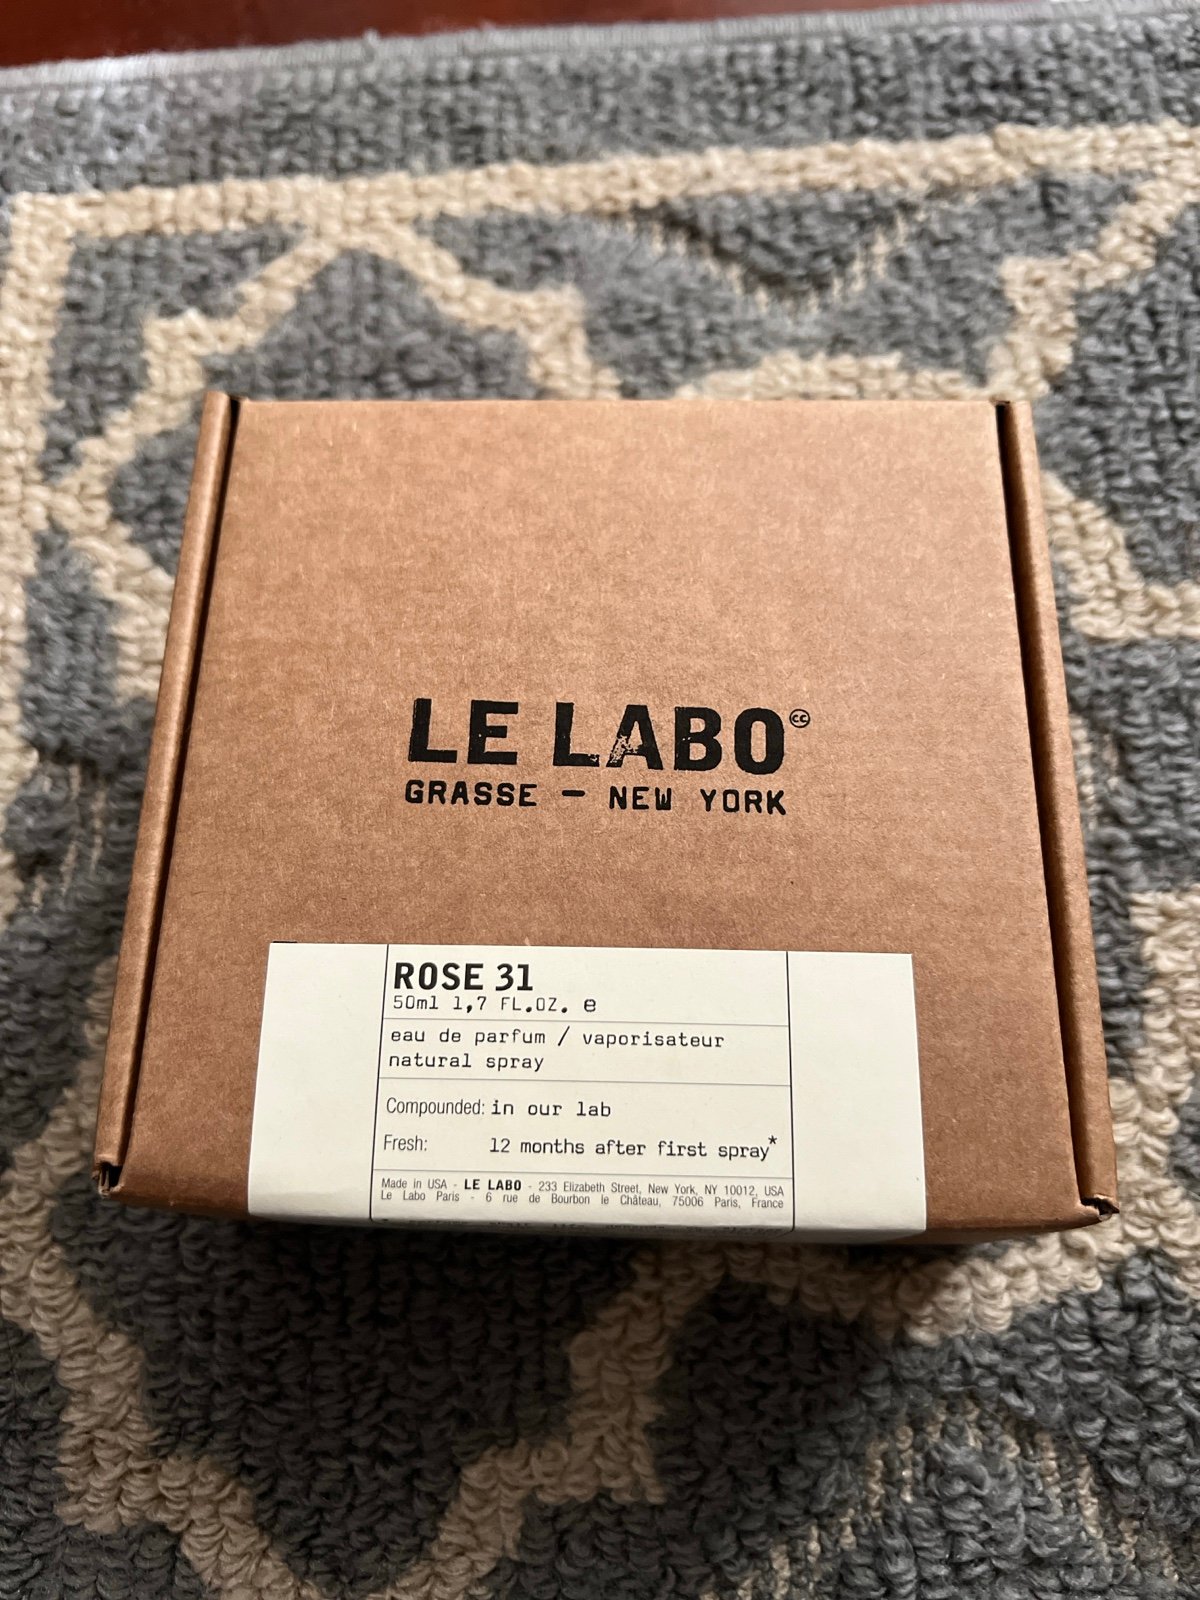 LE LABO
GRASSE — NEW YORK
ROSE 31
50ml 1,7 FL.OZ. e
eau de parfum / vaporisateur
natural spray
Compounded: in our lab
Fresh: 12 months after first spray*
Made in USA - LE LABO - 233 Elizabeth Street, New York, NY 10012, USA
Le Labo Paris - 6 rue de Bourbon le Château, 75006 Paris, France